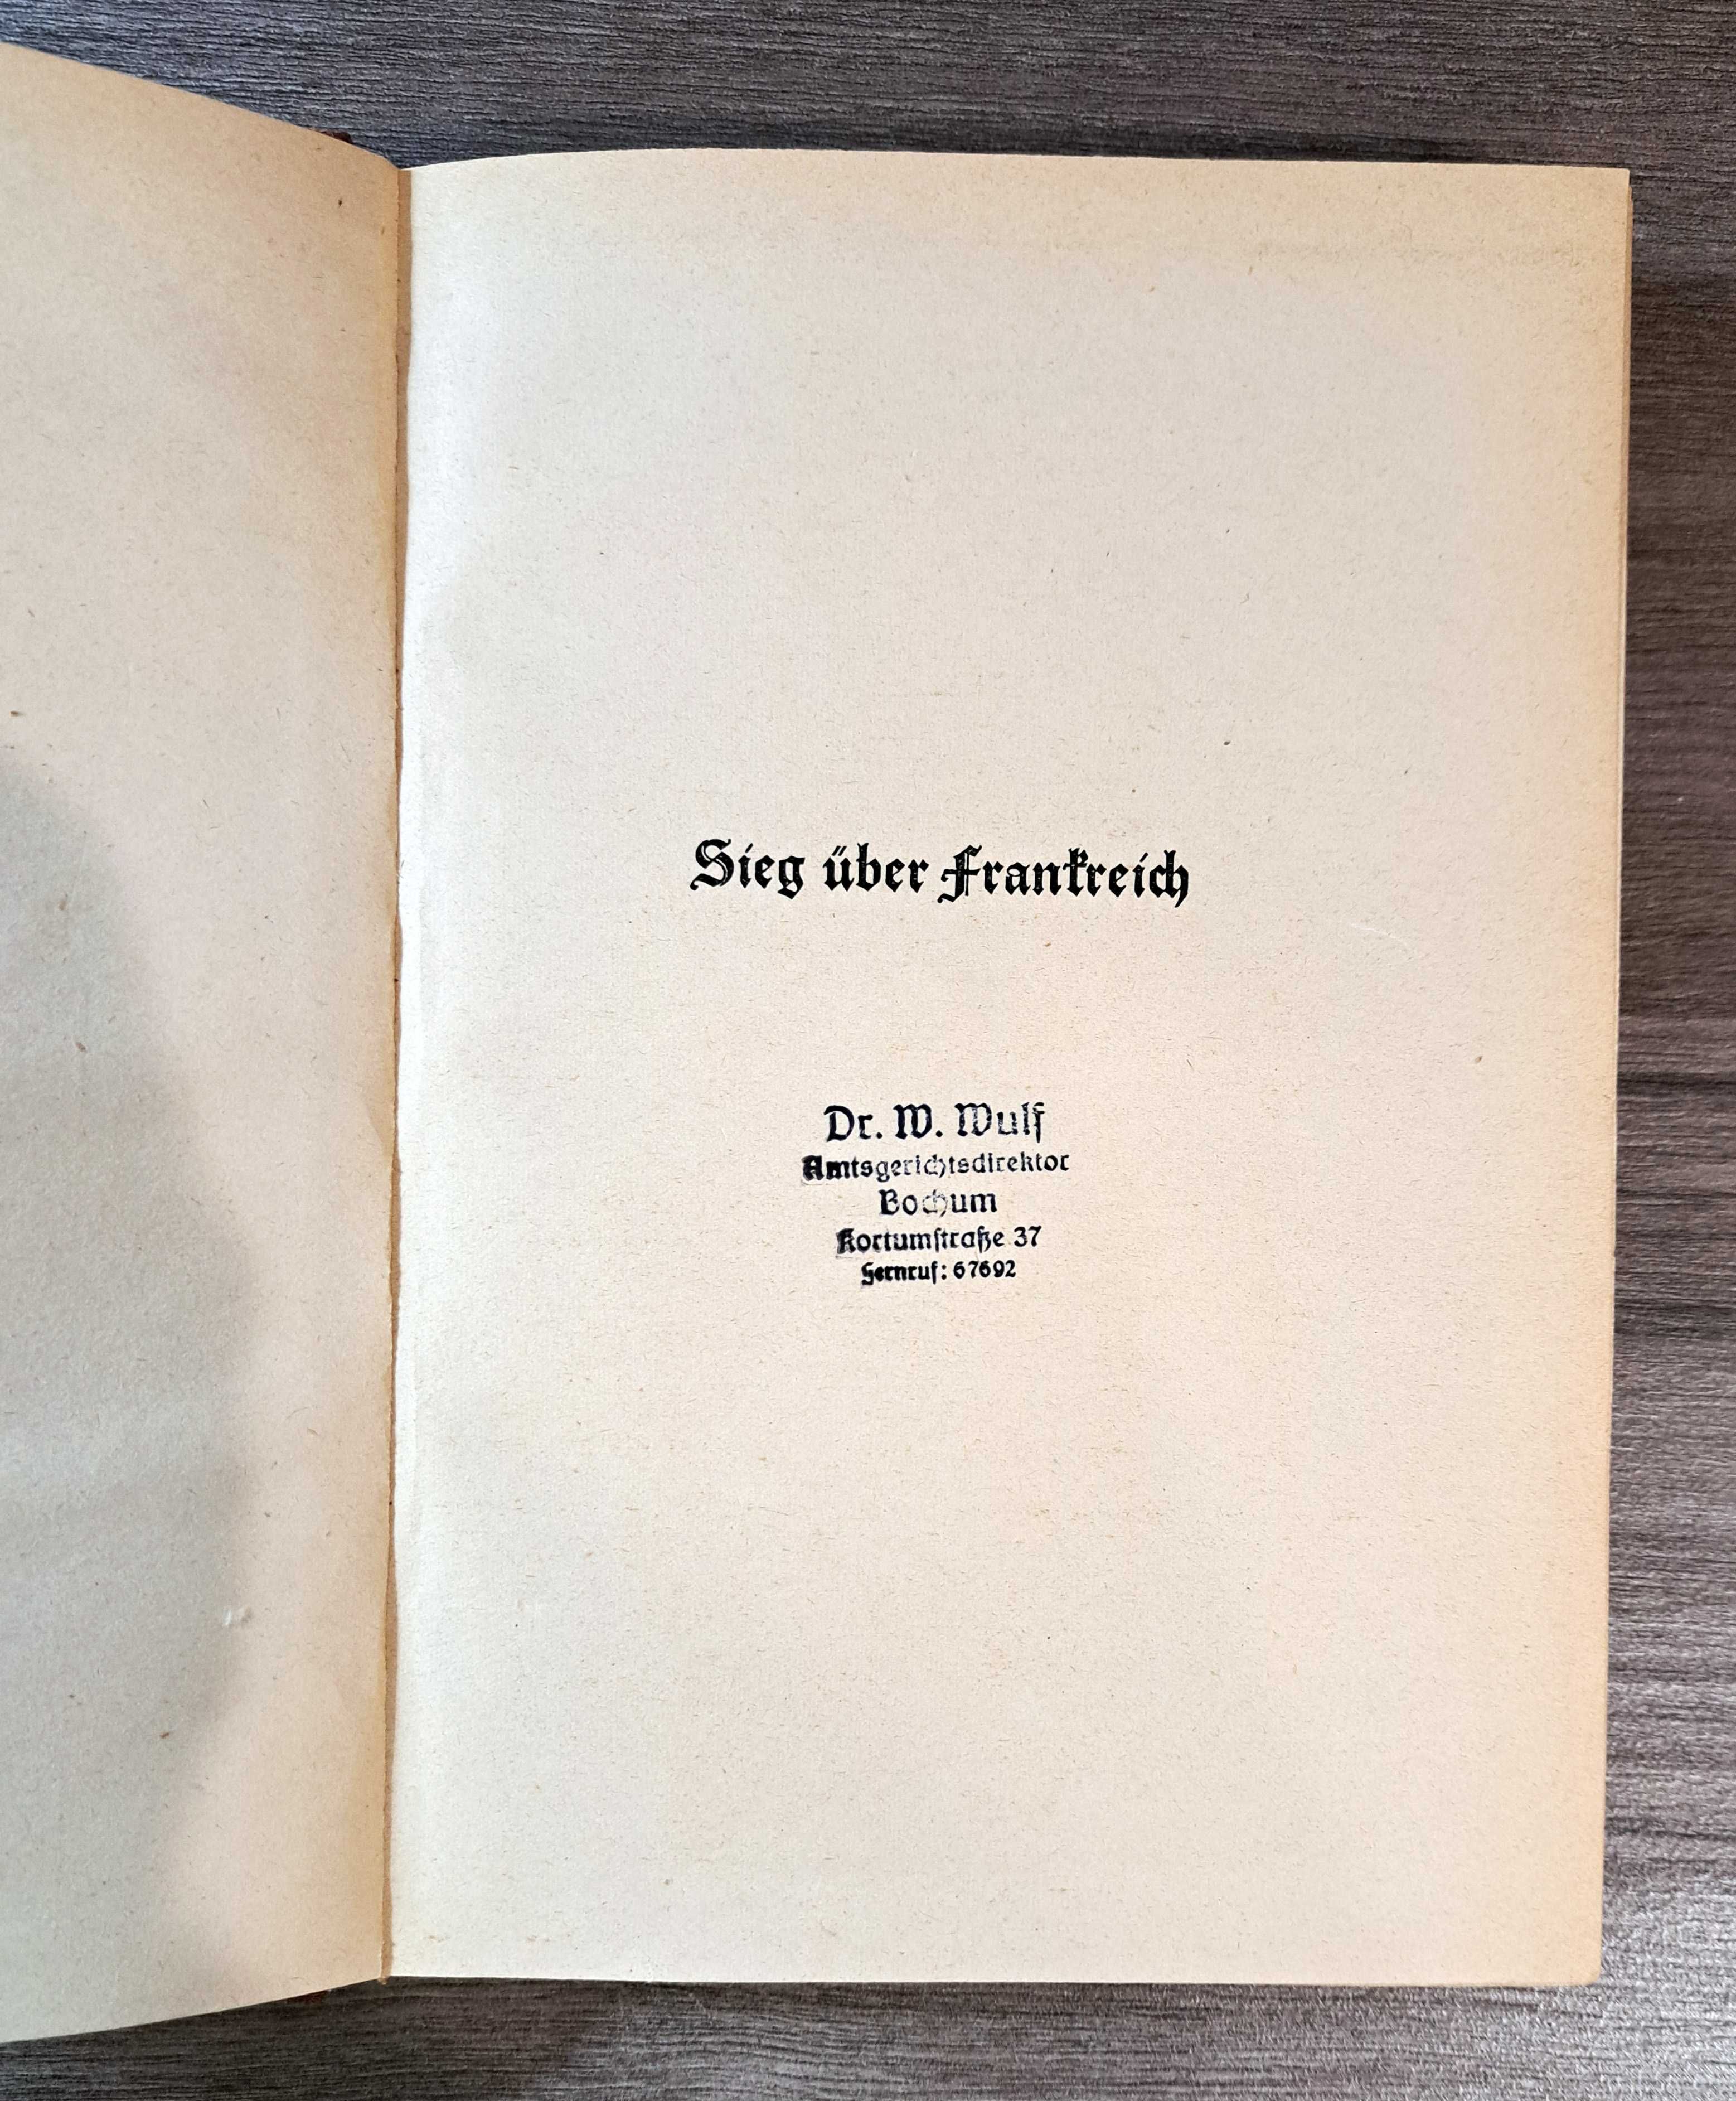 Sieg über Frankreich
Dr. W. Wulf
Amtsgerichtsdirektor
Bochum
Kortumstraße 37
Fernruf: 67692